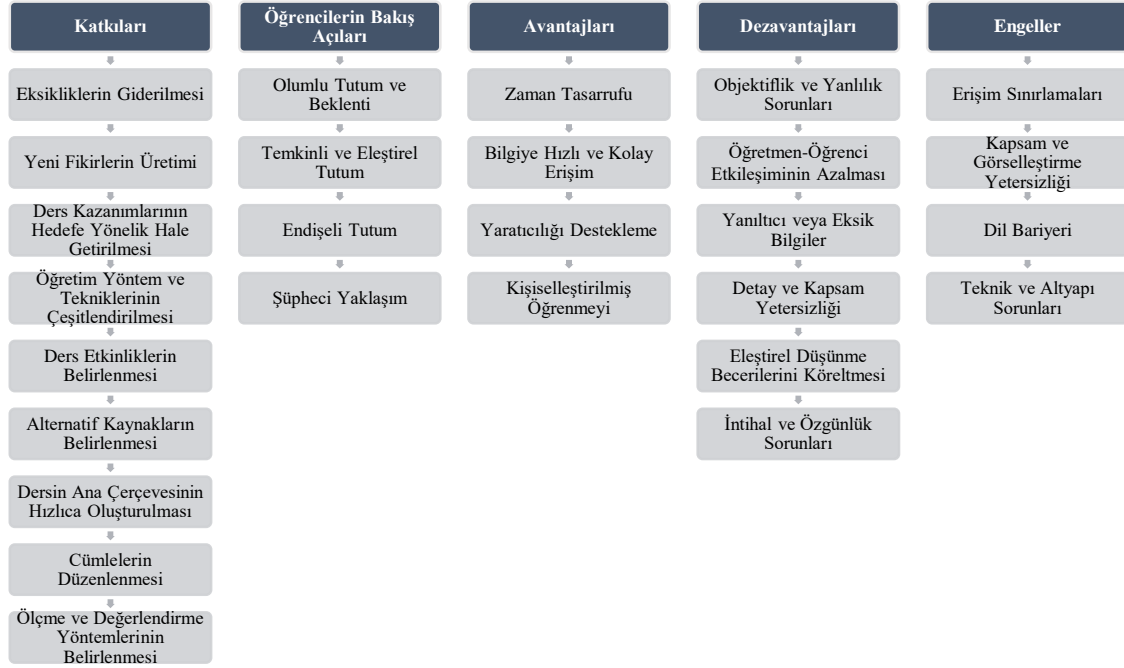 Katkıları
Eksikliklerin Giderilmesi
Yeni Fikirlerin Üretimi
Ders Kazanımlarının
Hedefe Yönelik Hale
Getirilmesi
Öğretim Yöntem ve
Tekniklerinin
Çeşitlendirilmesi
Ders Etkinliklerin
Belirlenmesi
Alternatif Kaynakların
Belirlenmesi
Dersin Ana Çerçevesinin
Hızlıca Oluşturulması
Cümlelerin
Düzenlenmesi
Ölçme ve Değerlendirme
Yöntemlerinin
Belirlenmesi
Öğrencilerin Bakış
Açıları
Olumlu Tutum ve
Beklenti
Temkinli ve Eleştirel
Tutum
Endişeli Tutum
Şüpheci Yaklaşım
Avantajları
Zaman Tasarrufu
Bilgiye Hızlı ve Kolay
Erişim
Yaratıcılığı Destekleme
Kişiselleştirilmiş
Öğrenmeyi
Dezavantajları
Objektiflik ve Yanlılık
Sorunları
Öğretmen-Öğrenci
Etkileşiminin Azalması
Yanıltıcı veya Eksik
Bilgiler
Detay ve Kapsam
Yetersizliği
Eleştirel Düşünme
Becerilerini Köreltmesi
İntihal ve Özgünlük
Sorunları
Engeller
Erişim Sınırlamaları
Kapsam ve
Görselleştirme
Yetersizliği
Dil Bariyeri
Teknik ve Altyapı
Sorunları